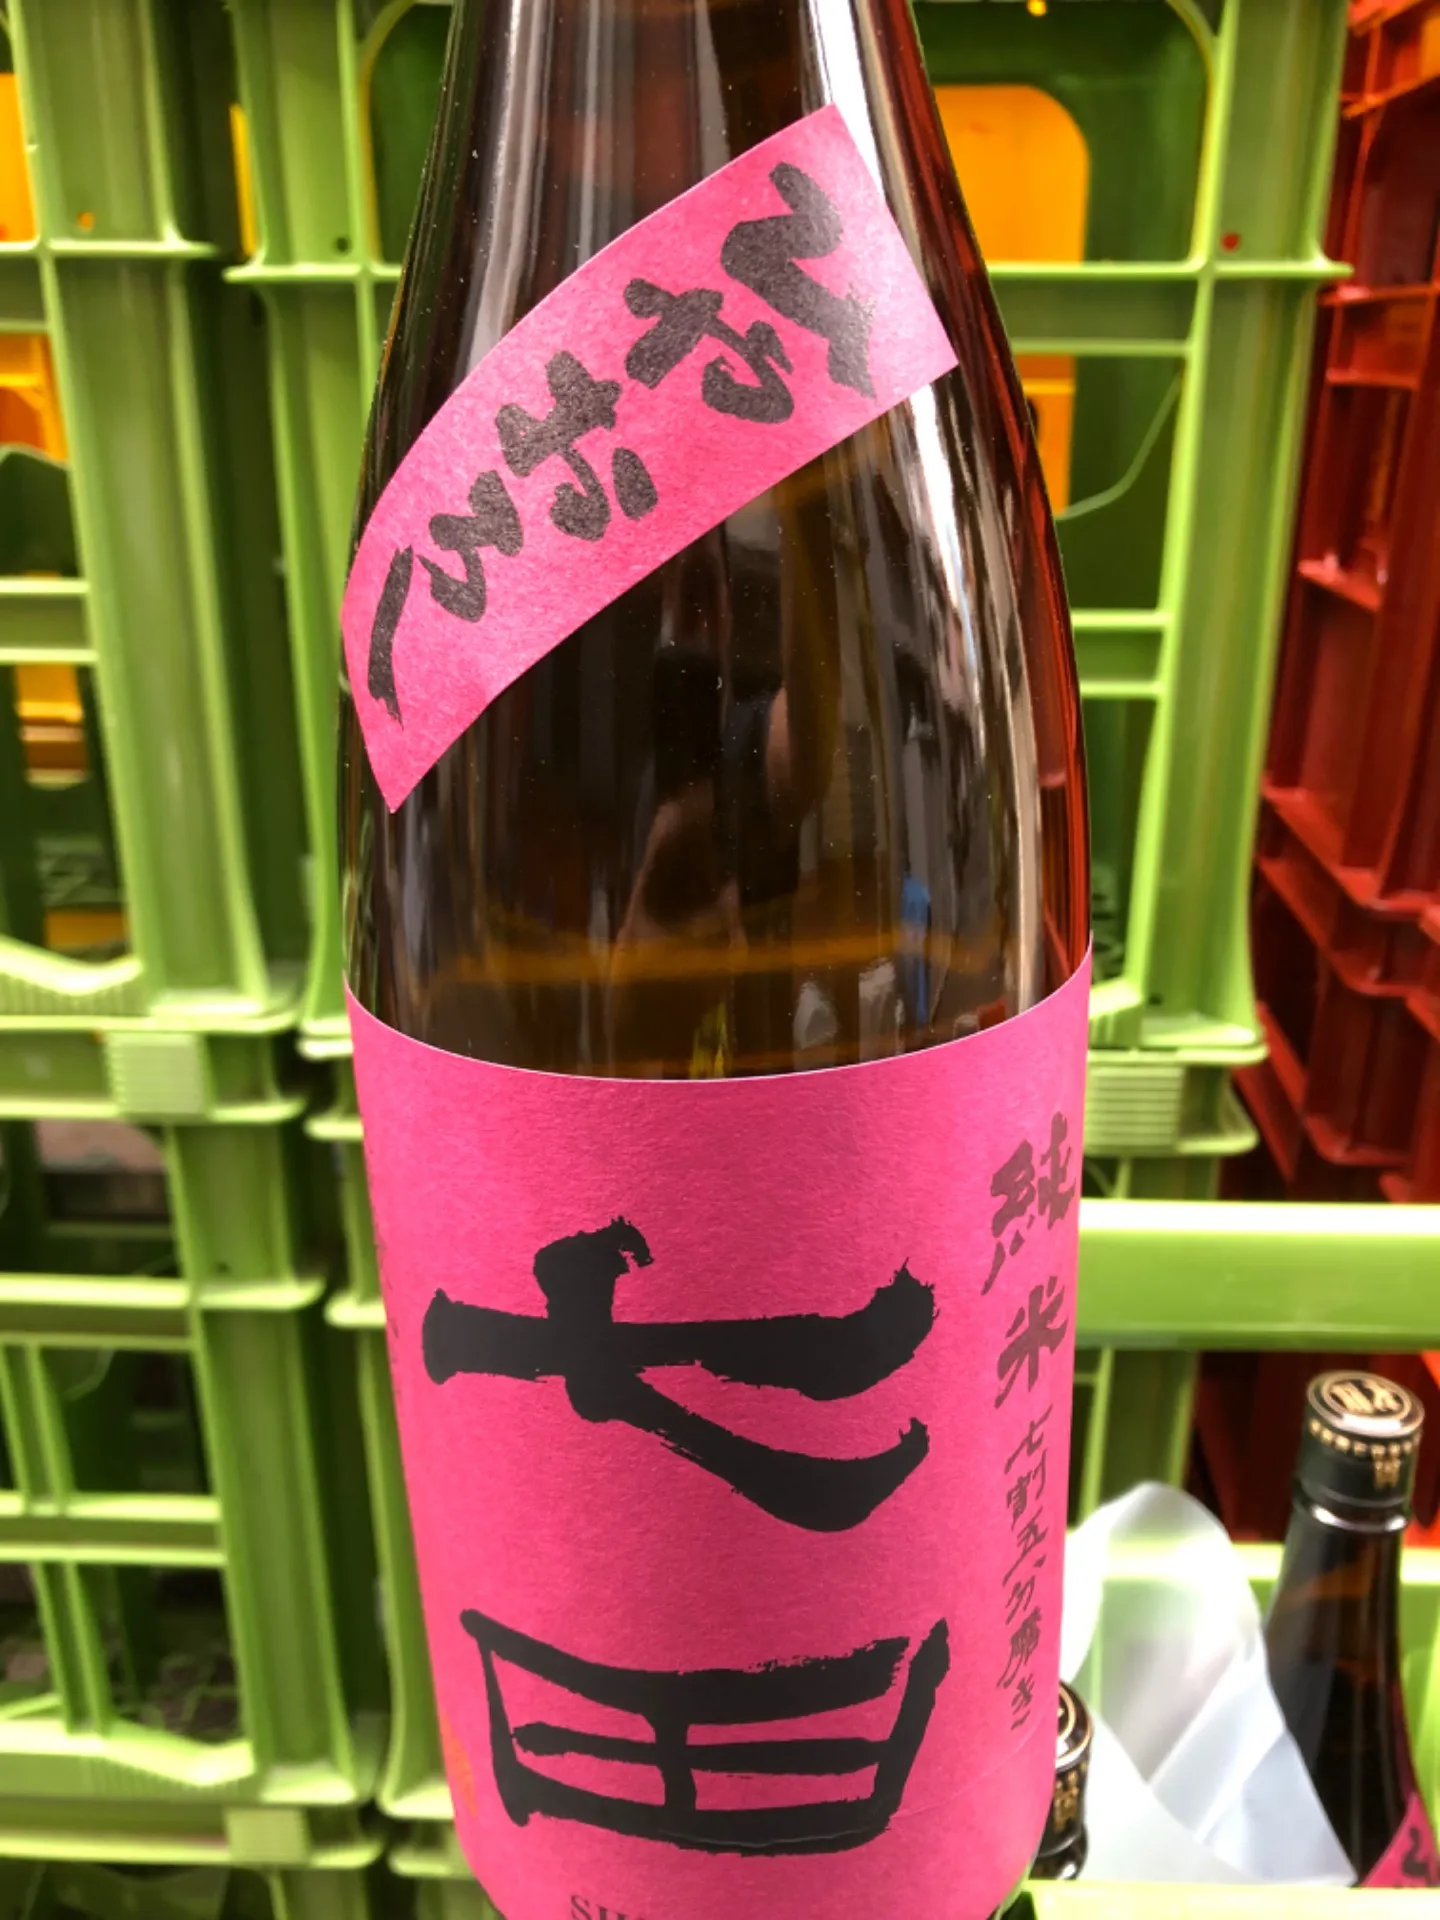 ひやおろし
純米 七割五分磨き
七田